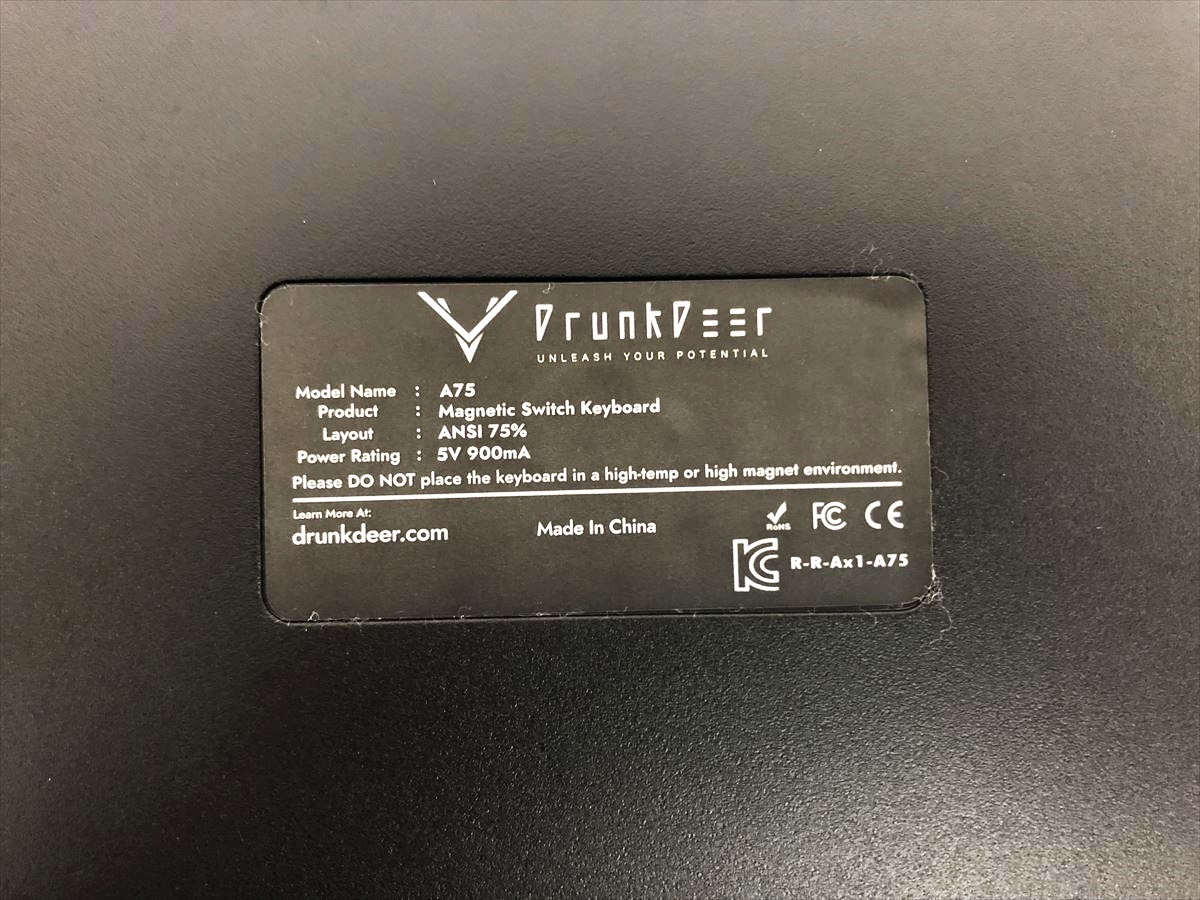 DrunkDeer
UNLEASH YOUR POTENTIAL
Model Name : A75
Product : Magnetic Switch Keyboard
Layout : ANSI 75%
Power Rating : 5V 900mA
Please DO NOT place the keyboard in a high-temp or high magnet environment.
Learn More At:
drunkdeer.com
Made In China
RoHS FC CE
KC R-R-Ax1-A75